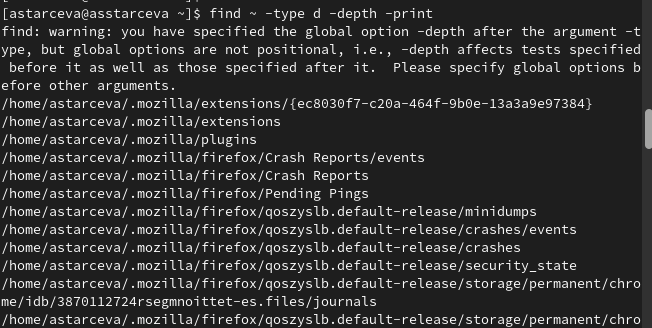 [astarceva@asstarceva ~]$ find ~ -type d -depth -print
find: warning: you have specified the global option -depth after the argument -t
ype, but global options are not positional, i.e., -depth affects tests specified
 before it as well as those specified after it.  Please specify global options b
efore other arguments.
/home/astarceva/.mozilla/extensions/{ec8030f7-c20a-464f-9b0e-13a3a9e97384}
/home/astarceva/.mozilla/extensions
/home/astarceva/.mozilla/plugins
/home/astarceva/.mozilla/firefox/Crash Reports/events
/home/astarceva/.mozilla/firefox/Crash Reports
/home/astarceva/.mozilla/firefox/Pending Pings
/home/astarceva/.mozilla/firefox/qoszyslb.default-release/minidumps
/home/astarceva/.mozilla/firefox/qoszyslb.default-release/crashes/events
/home/astarceva/.mozilla/firefox/qoszyslb.default-release/crashes
/home/astarceva/.mozilla/firefox/qoszyslb.default-release/security_state
/home/astarceva/.mozilla/firefox/qoszyslb.default-release/storage/permanent/chro
me/idb/3870112724rsegmnoittet-es.files/journals
/home/astarceva/.mozilla/firefox/qoszyslb.default-release/storage/permanent/chro